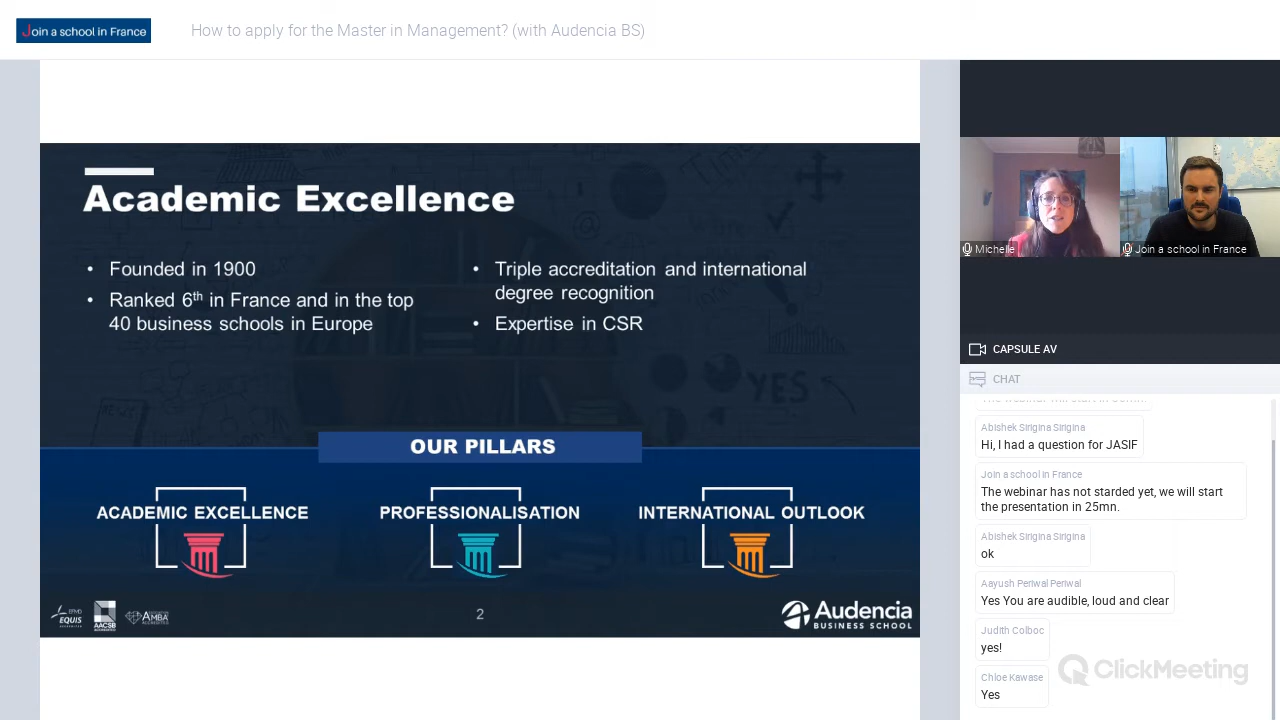 Join a school in France
How to apply for the Master in Management? (with Audencia BS)
Academic Excellence
• Founded in 1900
• Ranked 6th in France and in the top
40 business schools in Europe
• Triple accreditation and international
degree recognition
• Expertise in CSR
YES
OUR PILLARS
ACADEMIC EXCELLENCE
PROFESSIONALISATION
INTERNATIONAL OUTLOOK
EFMD
EQUIS
ACCREDITED
AACSB
ACCREDITED
AMBA
ACCREDITED
2
Audencia
BUSINESS SCHOOL
Michelle
Join a school in France
CAPSULE AV
CHAT
Abishek Sirigina Sirigina
Hi, I had a question for JASIF
Join a school in France
The webinar has not starded yet, we will start
the presentation in 25mn.
Abishek Sirigina Sirigina
ok
Aayush Periwal Periwal
Yes You are audible, loud and clear
Judith Colboc
yes!
Chloe Kawase
Yes
ClickMeeting